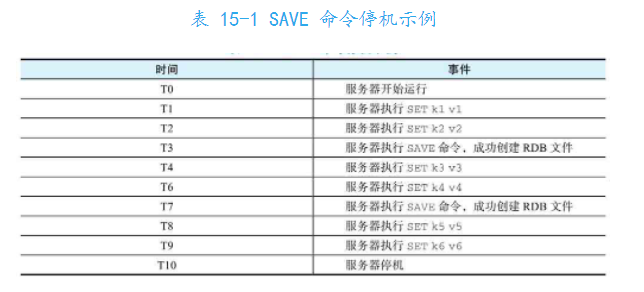 表 15-1 SAVE 命令停机示例
时间 事件
T0 服务器开始运行
T1 服务器执行 SET k1 v1
T2 服务器执行 SET k2 v2
T3 服务器执行 SAVE 命令，成功创建 RDB 文件
T4 服务器执行 SET k3 v3
T6 服务器执行 SET k4 v4
T7 服务器执行 SAVE 命令，成功创建 RDB 文件
T8 服务器执行 SET k5 v5
T9 服务器执行 SET k6 v6
T10 服务器停机